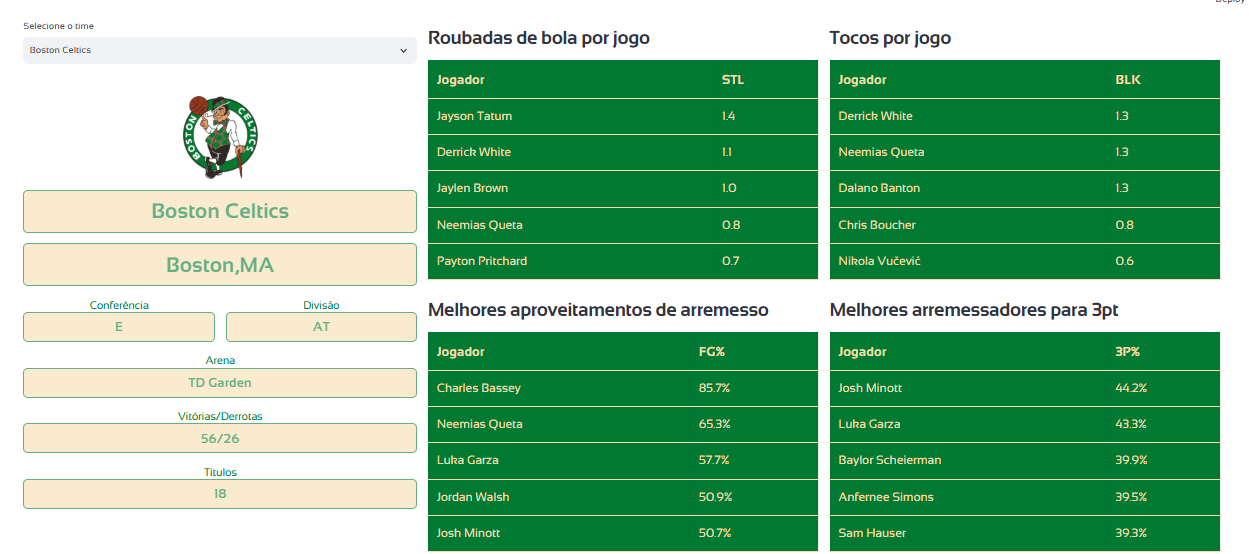 Deploy
Selecione o time
Boston Celtics
BOSTON CELTICS
Boston Celtics
Boston,MA
Conferência Divisão
E AT
Arena
TD Garden
Vitórias/Derrotas
56/26
Títulos
18
Roubadas de bola por jogo
Jogador STL
Jayson Tatum 1.4
Derrick White 1.1
Jaylen Brown 1.0
Neemias Queta 0.8
Payton Pritchard 0.7
Tocos por jogo
Jogador BLK
Derrick White 1.3
Neemias Queta 1.3
Dalano Banton 1.3
Chris Boucher 0.8
Nikola Vučević 0.6
Melhores aproveitamentos de arremesso
Jogador FG%
Charles Bassey 85.7%
Neemias Queta 65.3%
Luka Garza 57.7%
Jordan Walsh 50.9%
Josh Minott 50.7%
Melhores arremessadores para 3pt
Jogador 3P%
Josh Minott 44.2%
Luka Garza 43.3%
Baylor Scheierman 39.9%
Anfernee Simons 39.5%
Sam Hauser 39.3%